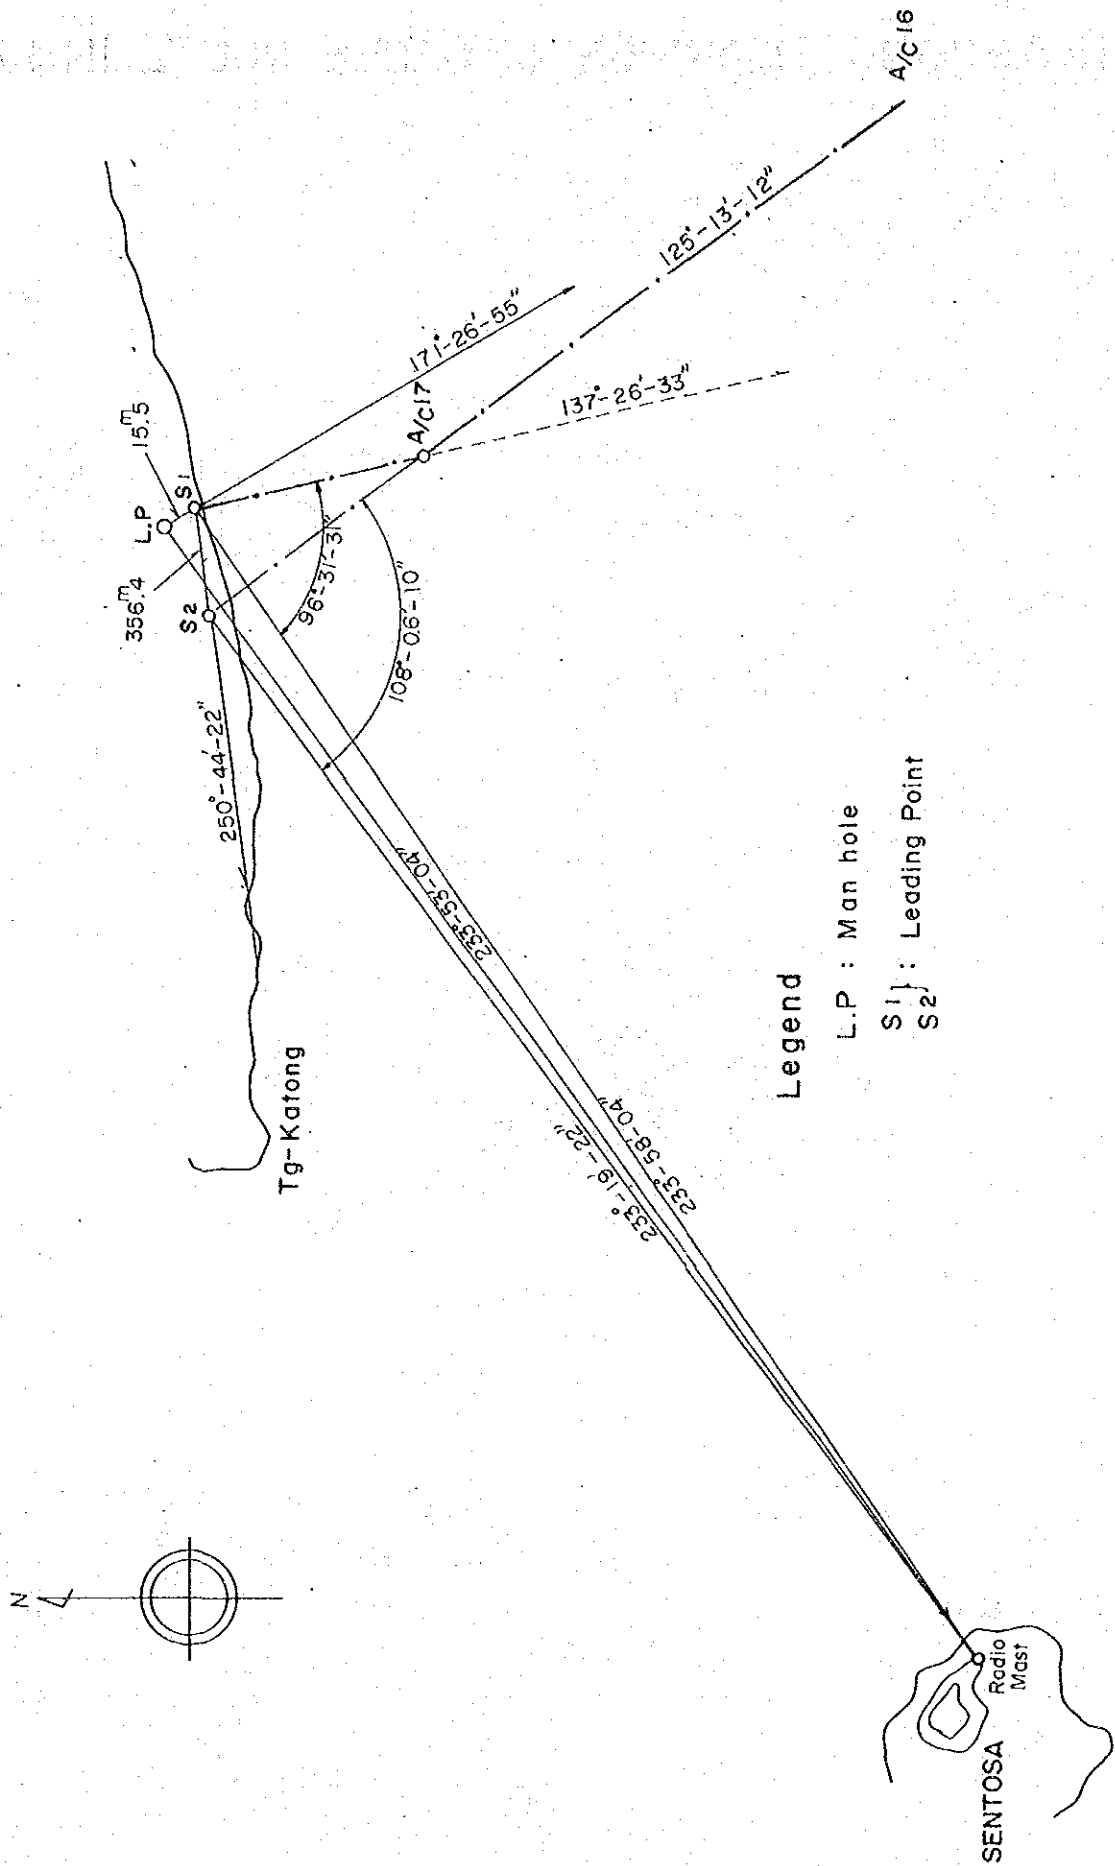 N
A/C 16
125°-13'-12"
171°-26'-55"
A/C17
137°-26'-33"
15.5m
L.P
S1
356.4m
S2
96°-31'-31"
108°-06'-10"
250°-44'-22"
233°-53'-04"
233°-58'-04"
233°-19'-22"
Tg-Katong
Legend
L.P : Man hole
S1
S2 } : Leading Point
Radio
Mast
SENTOSA